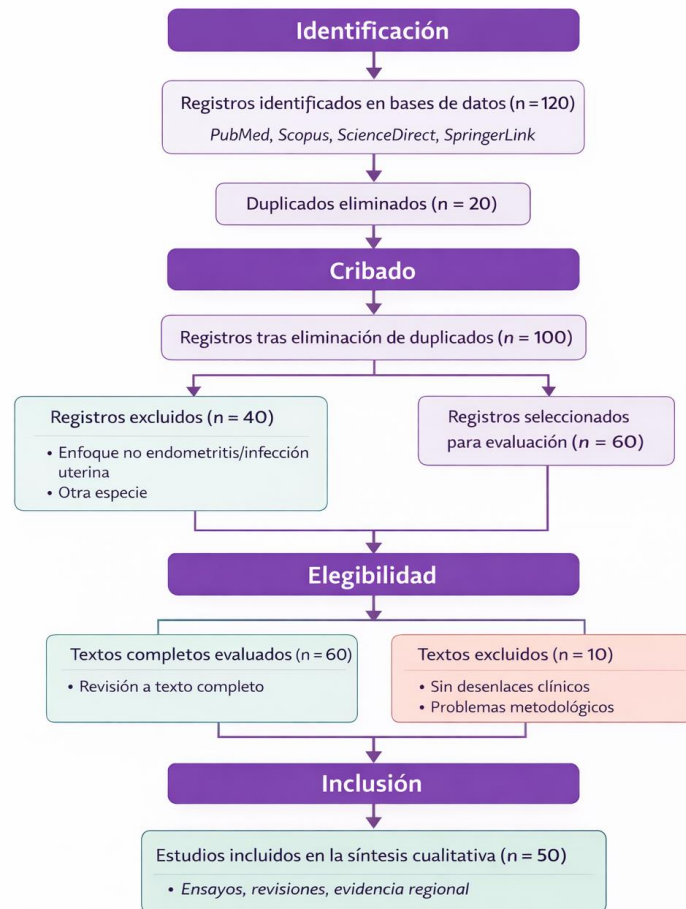 Identificación
Registros identificados en bases de datos (n = 120)
PubMed, Scopus, ScienceDirect, SpringerLink
Duplicados eliminados (n = 20)
Cribado
Registros tras eliminación de duplicados (n = 100)
Registros excluidos (n = 40)
• Enfoque no endometritis/infección
uterina
• Otra especie
Registros seleccionados
para evaluación (n = 60)
Elegibilidad
Textos completos evaluados (n = 60)
• Revisión a texto completo
Textos excluidos (n = 10)
• Sin desenlaces clínicos
• Problemas metodológicos
Inclusión
Estudios incluidos en la síntesis cualitativa (n = 50)
• Ensayos, revisiones, evidencia regional